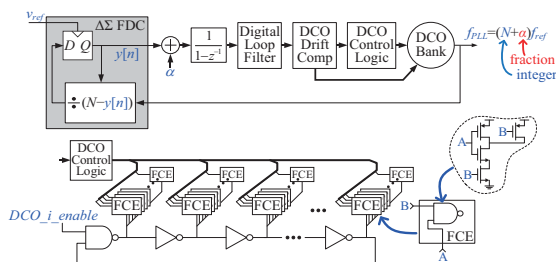 v_ref
ΔΣ FDC
D Q
y[n]
÷(N−y[n])
α
1
1−z⁻¹
Digital
Loop
Filter
DCO
Drift
Comp
DCO
Control
Logic
DCO
Bank
f_PLL=(N+α)f_ref
fraction
integer
DCO
Control
Logic
FCE
FCE
FCE
FCE
FCE
FCE
FCE
FCE
DCO_i_enable
...
...
A
B
B
B
FCE
A